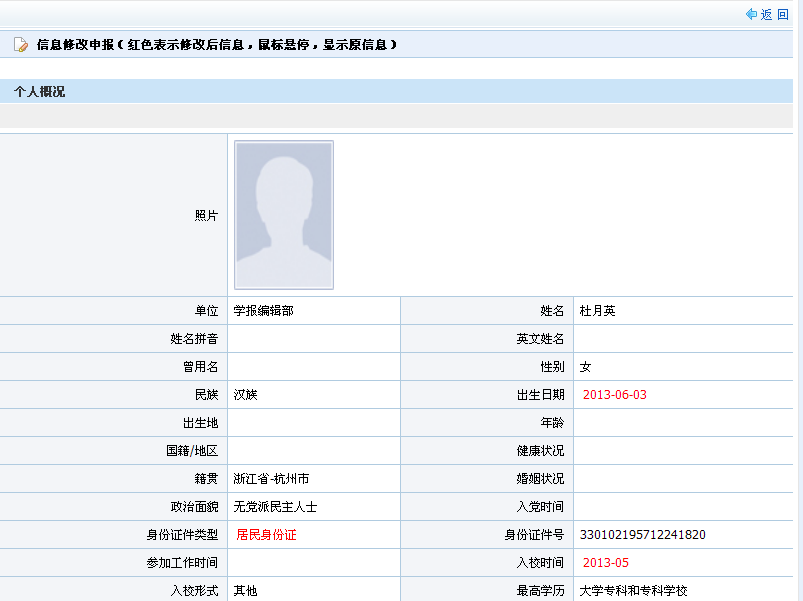 返 回
信息修改申报（红色表示修改后信息，鼠标悬停，显示原信息）
个人概况
照片
单位 学报编辑部 姓名 杜月英
姓名拼音 英文姓名
曾用名 性别 女
民族 汉族 出生日期 2013-06-03
出生地 年龄
国籍/地区 健康状况
籍贯 浙江省-杭州市 婚姻状况
政治面貌 无党派民主人士 入党时间
身份证件类型 居民身份证 身份证件号 330102195712241820
参加工作时间 入校时间 2013-05
入校形式 其他 最高学历 大学专科和专科学校